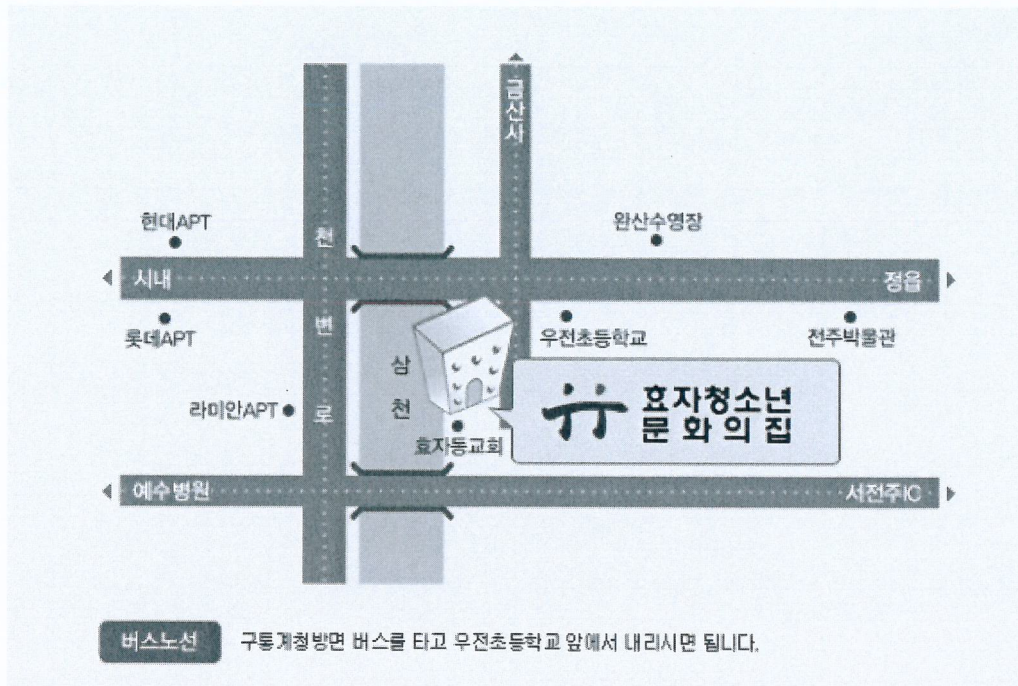 금산사
현대APT
완산수영장
천변로
시내
정읍
롯데APT
우전초등학교
전주박물관
삼천
라미안APT
효자청소년
문화의집
효자동교회
예수병원
서전주IC
버스노선
구통계청방면 버스를 타고 우전초등학교 앞에서 내리시면 됩니다.